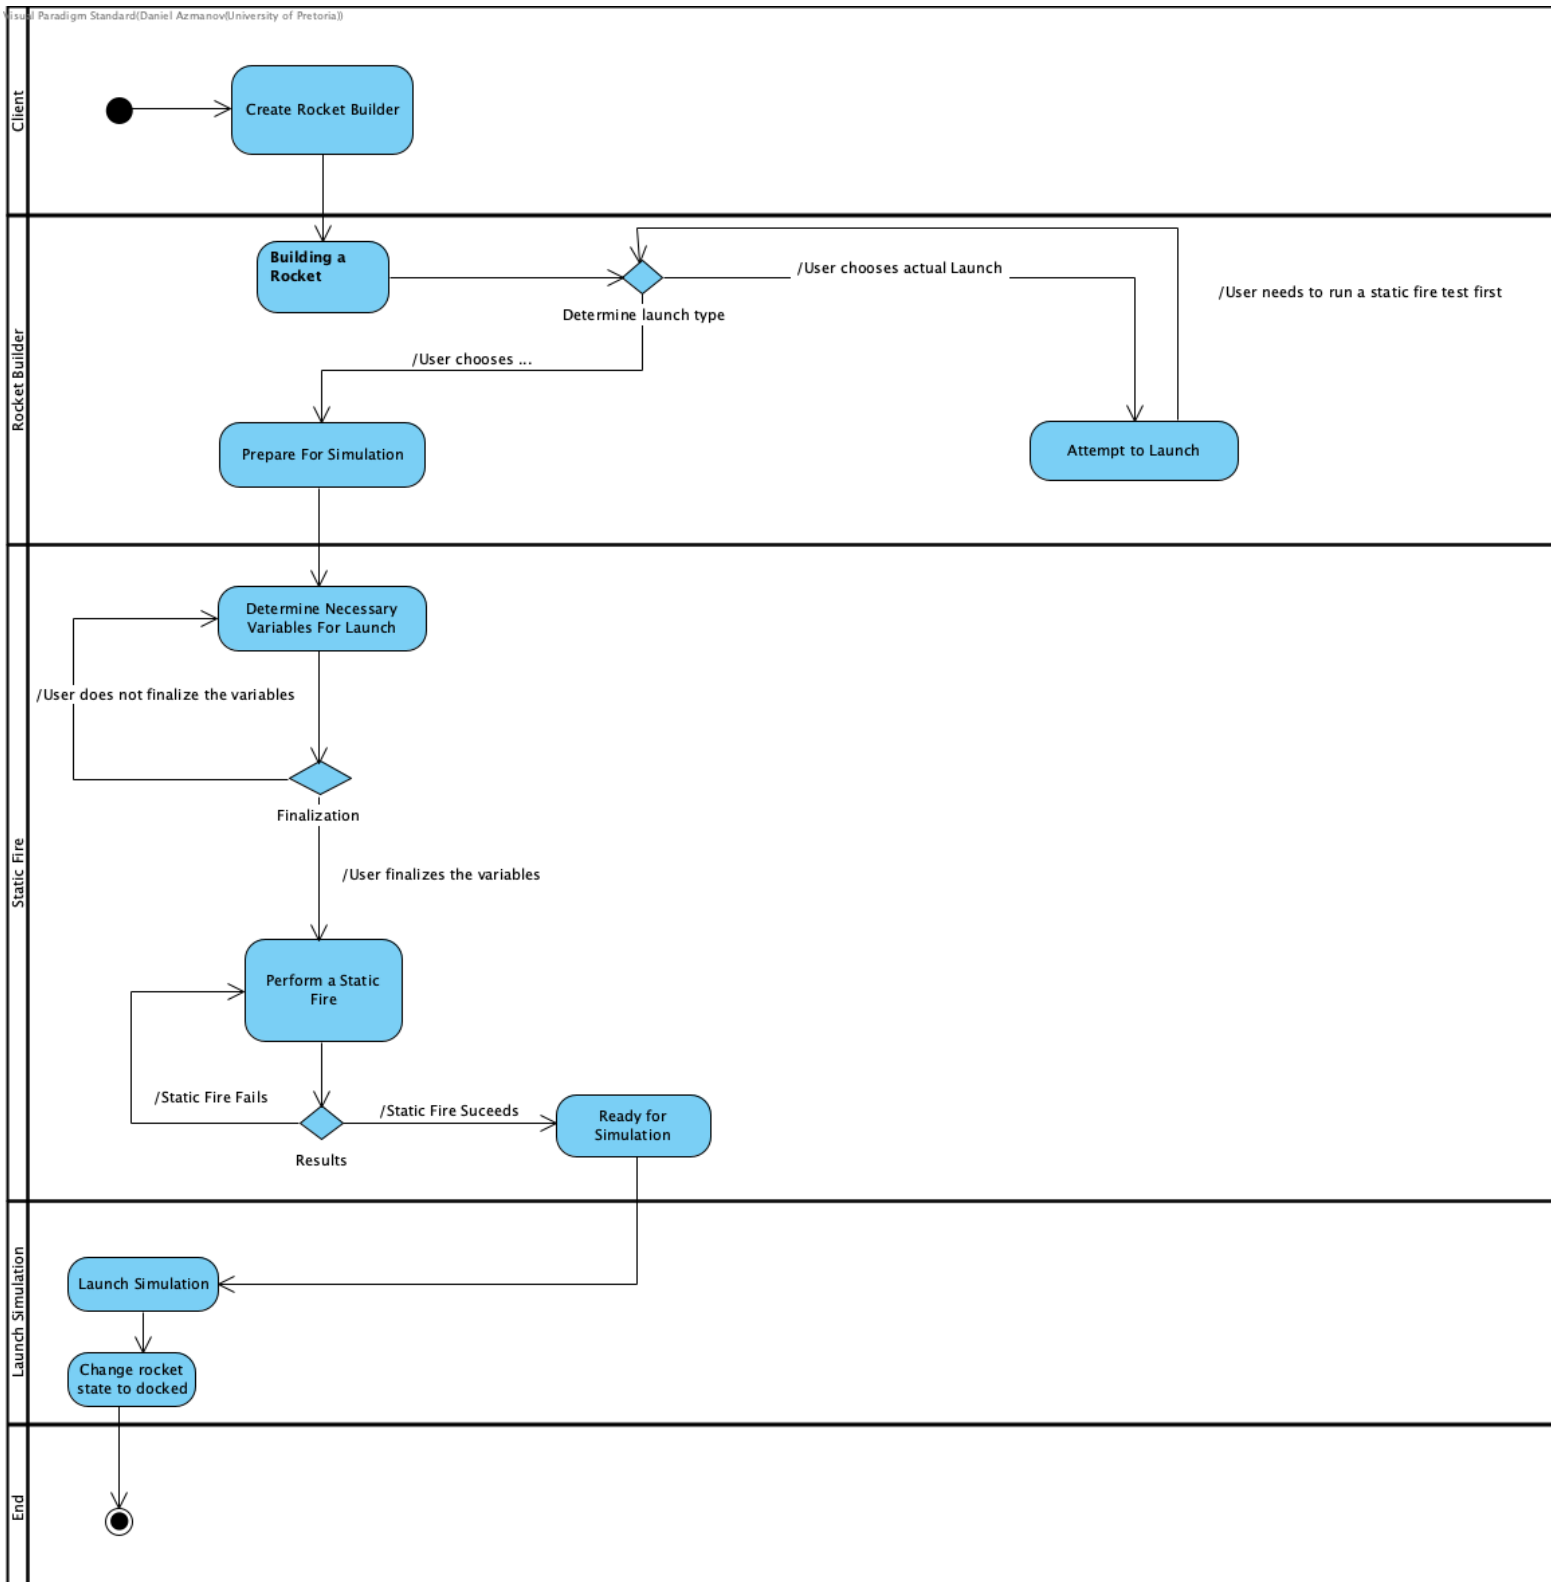 Visual Paradigm Standard(Daniel Azmanov(University of Pretoria))
Client
Create Rocket Builder
Rocket Builder
Building a
Rocket
/User chooses actual Launch
/User needs to run a static fire test first
Determine launch type
/User chooses ...
Prepare For Simulation
Attempt to Launch
Static Fire
Determine Necessary
Variables For Launch
/User does not finalize the variables
Finalization
/User finalizes the variables
Perform a Static
Fire
/Static Fire Fails
/Static Fire Suceeds
Ready for
Simulation
Results
Launch Simulation
Launch Simulation
Change rocket
state to docked
End